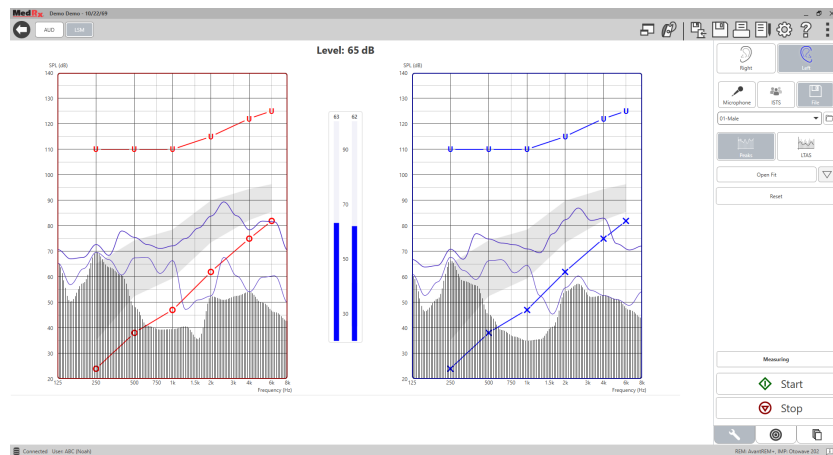 MedRx Demo Demo - 10/22/69
AUD LSM
Level: 65 dB
SPL (dB) SPL (dB)
Right Left
Microphone ISTS File
01-Male
Peaks LTAS
Open Fit
Reset
140 140
130 130
120 120
110 110
100 100
90 90
80 80
70 70
60 60
50 50
40 40
30 30
20 20
63 62
90
70
50
30
U U U U U U
U U U U U U
125 250 500 750 1k 1.5k 2k 3k 4k 6k 8k
125 250 500 750 1k 1.5k 2k 3k 4k 6k 8k
Frequency (Hz) Frequency (Hz)
Measuring
Start
Stop
Connected User: ABC (Noah) REM: AvantREM+, IMP: Otowave 202